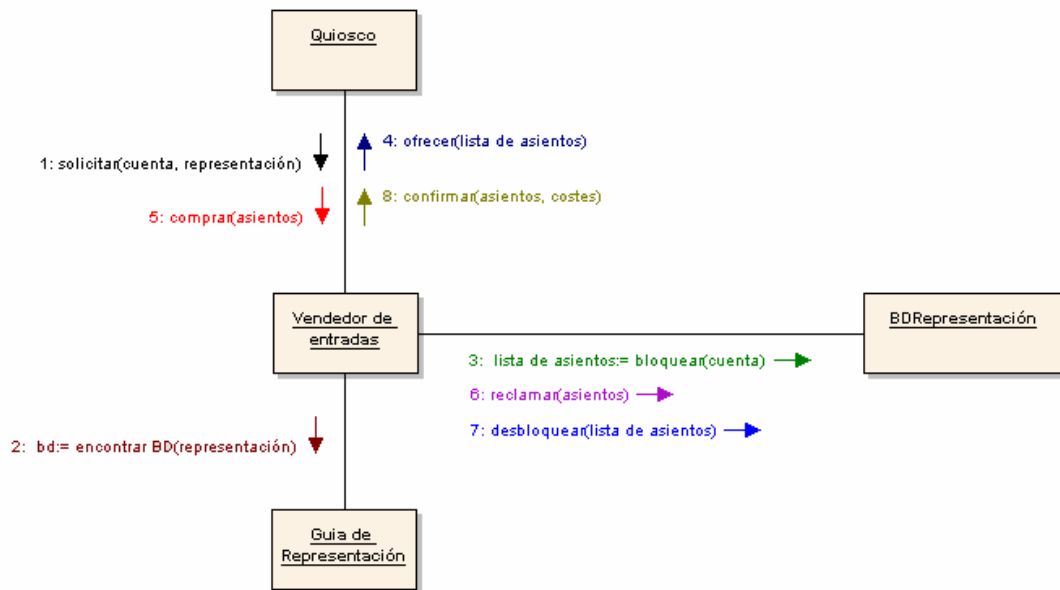 Quiosco
4: ofrecer(lista de asientos)
1: solicitar(cuenta, representación)
8: confirmar(asientos, costes)
5: comprar(asientos)
Vendedor de
entradas
BDRepresentación
3: lista de asientos:= bloquear(cuenta)
6: reclamar(asientos)
7: desbloquear(lista de asientos)
2: bd:= encontrar BD(representación)
Guia de
Representación